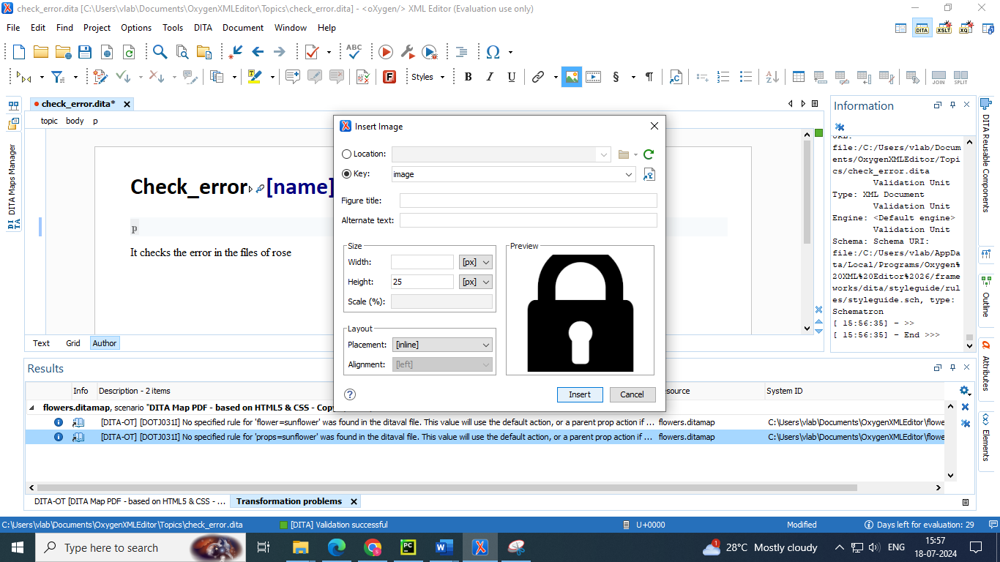 check_error.dita [C:\Users\vlab\Documents\OxygenXMLEditor\Topics\check_error.dita] - <oXygen/> XML Editor (Evaluation use only)
File Edit Find Project Options Tools DITA Document Window Help
DITA XSLT XQ
ABC
Styles B I U § ¶ JOIN SPLIT
check_error.dita*
topic body p
DITA Maps Manager
Check_error [name]
p
It checks the error in the files of rose
Text Grid Author
Insert Image
Location:
Key: image
Figure title:
Alternate text:
Size
Width: [px]
Height: 25 [px]
Scale (%):
Layout
Placement: [inline]
Alignment: [left]
Preview
Insert Cancel
Information
URL:
file:/C:/Users/vlab/Docum
ents/OxygenXMLEditor/Topi
cs/check_error.dita
Validation Unit
Type: XML Document
Validation Unit
Engine: <Default engine>
Validation Unit
Schema: Schema URI:
file:/C:/Users/vlab/AppDa
ta/Local/Programs/Oxygen%
20XML%20Editor%2026/frame
works/dita/styleguide/rul
es/styleguide.sch, type:
Schematron
[ 15:56:35] - >>
[ 15:56:35] - End >>>
DITA Reusable Components
Outline
Attributes
Elements
Results
Info Description - 2 items esource System ID
flowers.ditamap, scenario "DITA Map PDF - based on HTML5 & CSS - Cop
[DITA-OT] [DOTJ031I] No specified rule for 'flower=sunflower' was found in the ditaval file. This value will use the default action, or a parent prop action if ... flowers.ditamap C:\Users\vlab\Documents\OxygenXMLEditor\flowe
[DITA-OT] [DOTJ031I] No specified rule for 'props=sunflower' was found in the ditaval file. This value will use the default action, or a parent prop action if ... flowers.ditamap C:\Users\vlab\Documents\OxygenXMLEditor\flowe
DITA-OT [DITA Map PDF - based on HTML5 & CSS - ... Transformation problems
C:\Users\vlab\Documents\OxygenXMLEditor\Topics\check_error.dita [DITA] Validation successful U+0000 Modified Days left for evaluation: 29
Type here to search 28°C Mostly cloudy ENG 15:57
18-07-2024